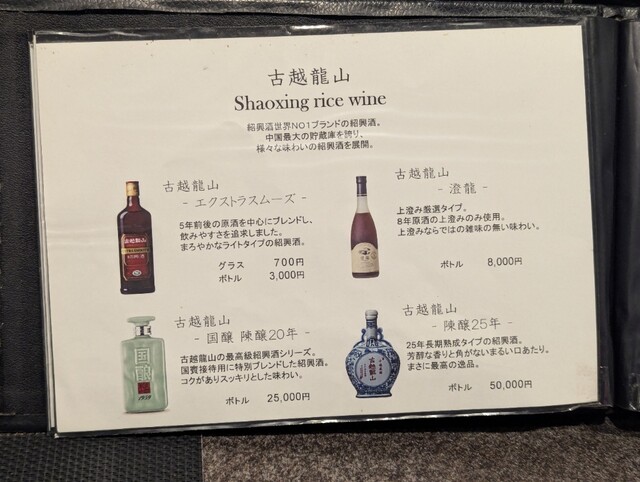 古越龍山
Shaoxing rice wine
紹興酒世界NO1ブランドの紹興酒。
中国最大の貯蔵庫を誇り、
様々な味わいの紹興酒を展開。
古越龍山
- エクストラスムーズ -
5年前後の原酒を中心にブレンドし、
飲みやすさを追求しました。
まろやかなライトタイプの紹興酒。
グラス 700円
ボトル 3,000円
古越龍山
- 澄龍 -
上澄み厳選タイプ。
8年原酒の上澄みのみ使用。
上澄みならではの雑味の無い味わい。
ボトル 8,000円
古越龍山
- 国醸 陳醸20年 -
古越龍山の最高級紹興酒シリーズ。
国賓接待用に特別ブレンドした紹興酒。
コクがありスッキリとした味わい。
ボトル 25,000円
古越龍山
- 陳醸25年 -
25年長期熟成タイプの紹興酒。
芳醇な香りと角がないまるい口あたり。
まさに最高の逸品。
ボトル 50,000円
古越龍山
国醸
1959
古越龍山